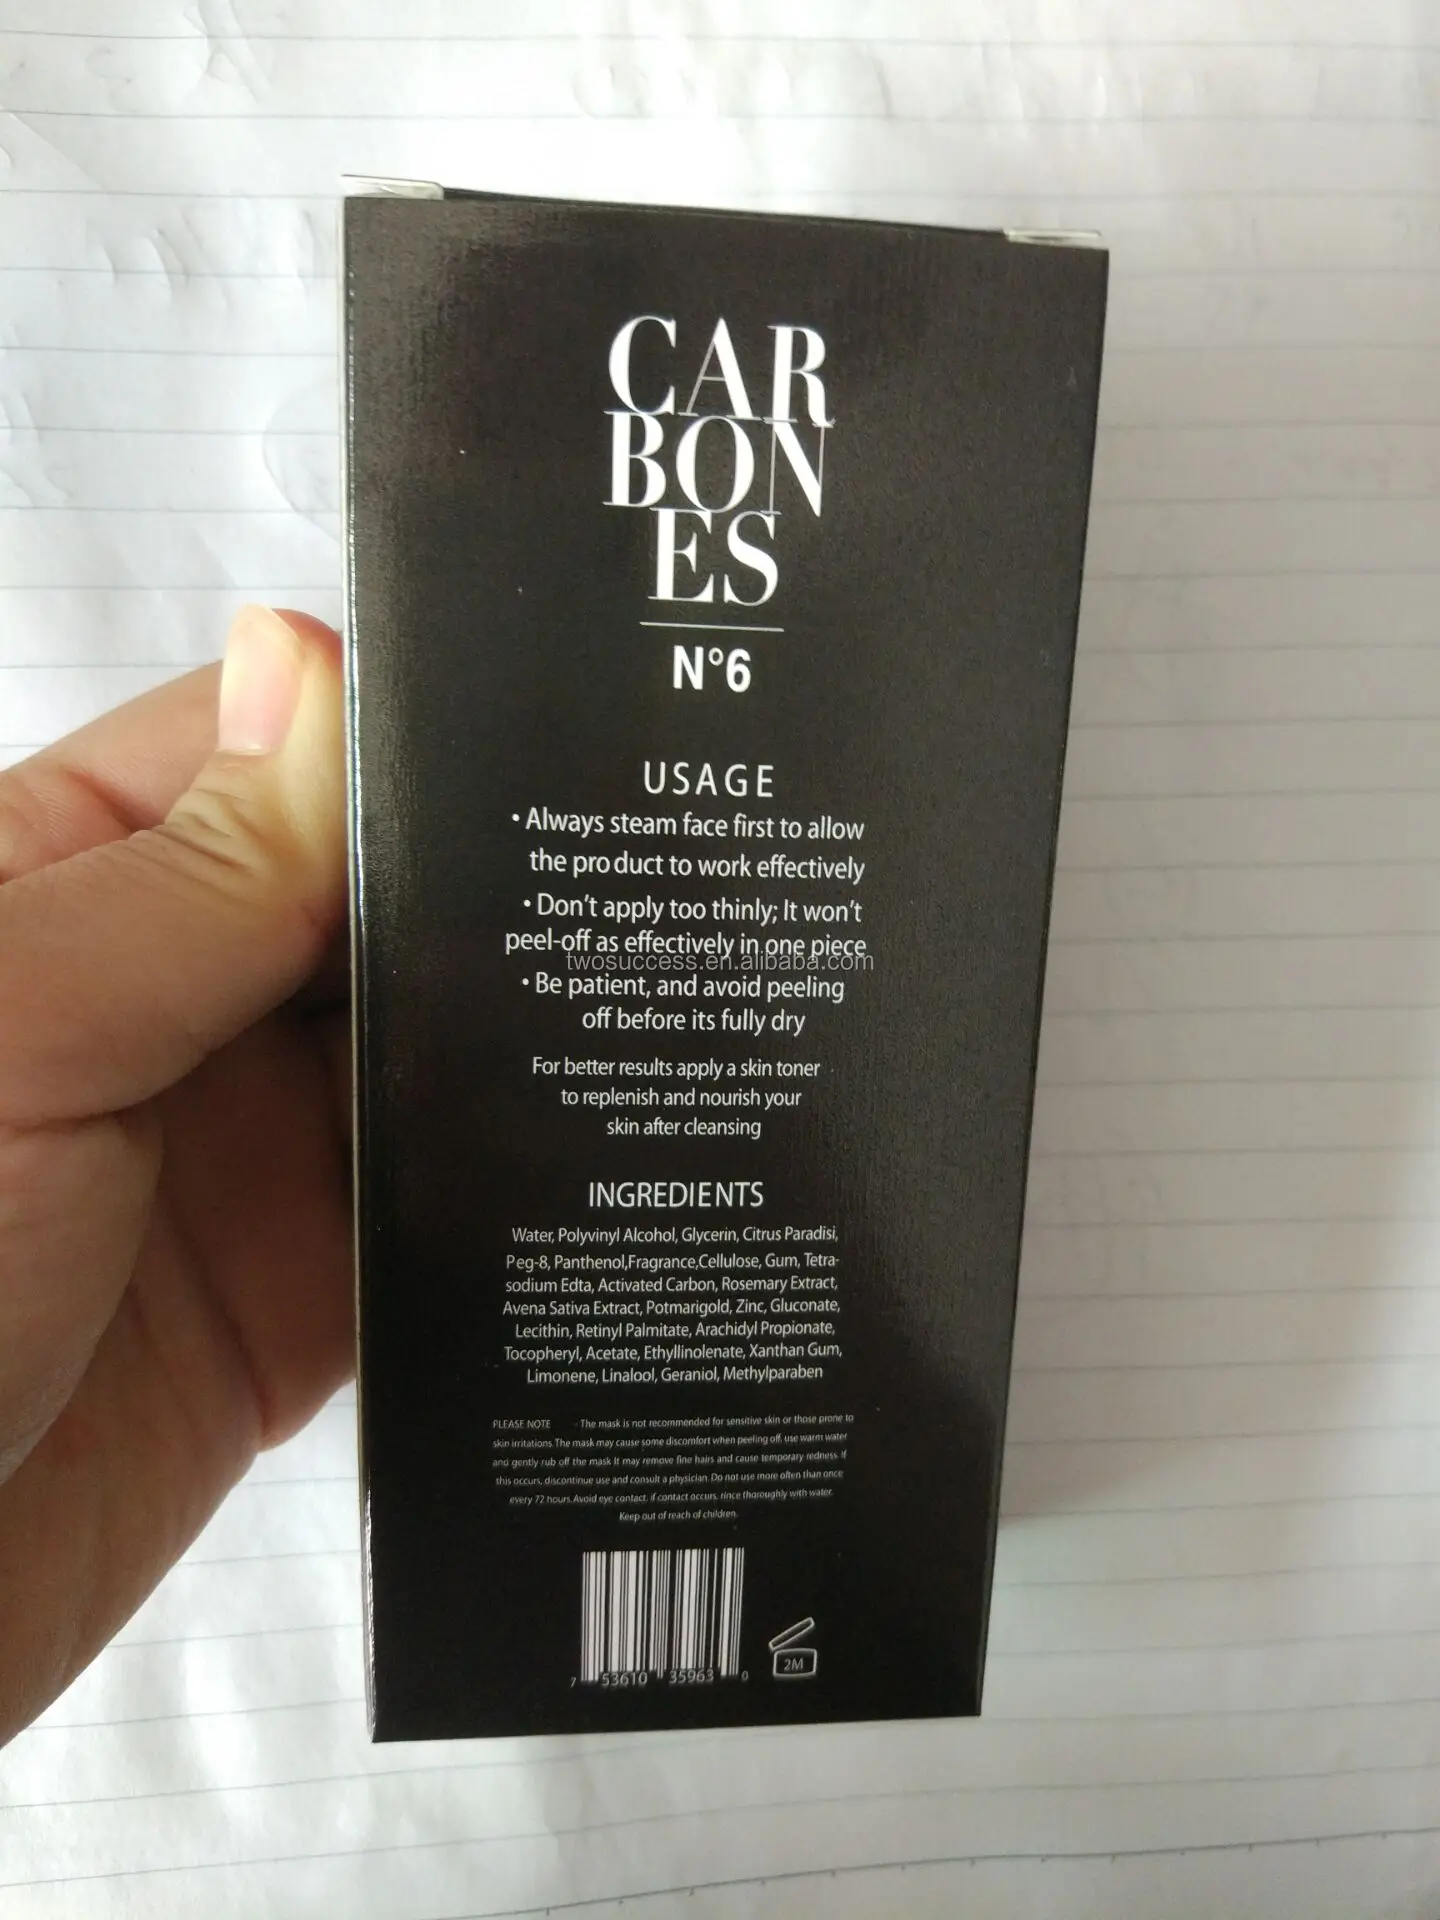 CAR
BON
ES
N°6
USAGE
• Always steam face first to allow
the product to work effectively
• Don't apply too thinly; It won't
peel-off as effectively in one piece
twosuccess.en.alibaba.com
• Be patient, and avoid peeling
off before its fully dry
For better results apply a skin toner
to replenish and nourish your
skin after cleansing
INGREDIENTS
Water, Polyvinyl Alcohol, Glycerin, Citrus Paradisi,
Peg-8, Panthenol,Fragrance,Cellulose, Gum, Tetra-
sodium Edta, Activated Carbon, Rosemary Extract,
Avena Sativa Extract, Potmarigold, Zinc, Gluconate,
Lecithin, Retinyl Palmitate, Arachidyl Propionate,
Tocopheryl, Acetate, Ethyllinolenate, Xanthan Gum,
Limonene, Linalool, Geraniol, Methylparaben
PLEASE NOTE - The mask is not recommended for sensitive skin or those prone to
skin irritations. The mask may cause some discomfort when peeling off, use warm water
and gently rub off the mask It may remove fine hairs and cause temporary redness. If
this occurs, discontinue use and consult a physician. Do not use more often than once
every 72 hours. Avoid eye contact, if contact occurs, rince thoroughly with water.
Keep out of reach of children.
7 53610 35963 0
2M